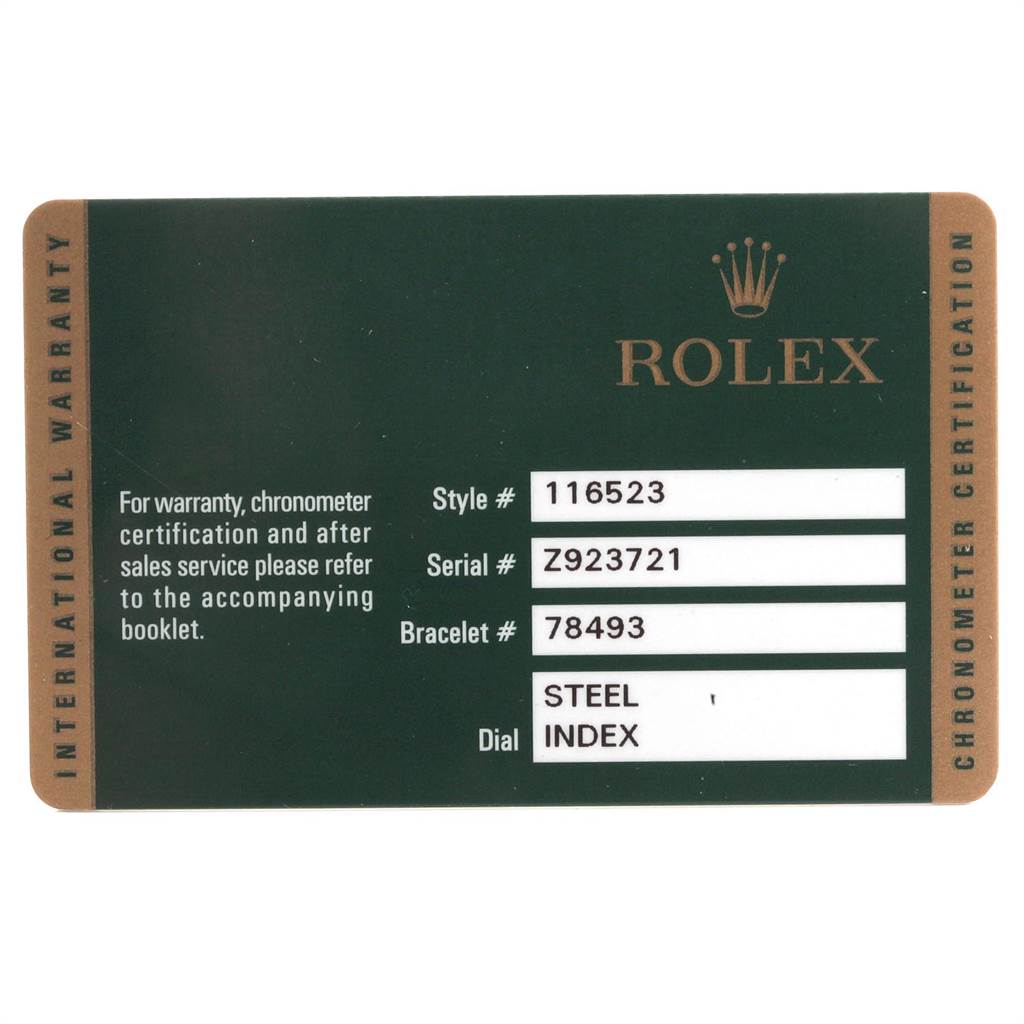 INTERNATIONAL WARRANTY
ROLEX
For warranty, chronometer
certification and after
sales service please refer
to the accompanying
booklet.
Style # 116523
Serial # Z923721
Bracelet # 78493
Dial STEEL
INDEX
CHRONOMETER CERTIFICATION